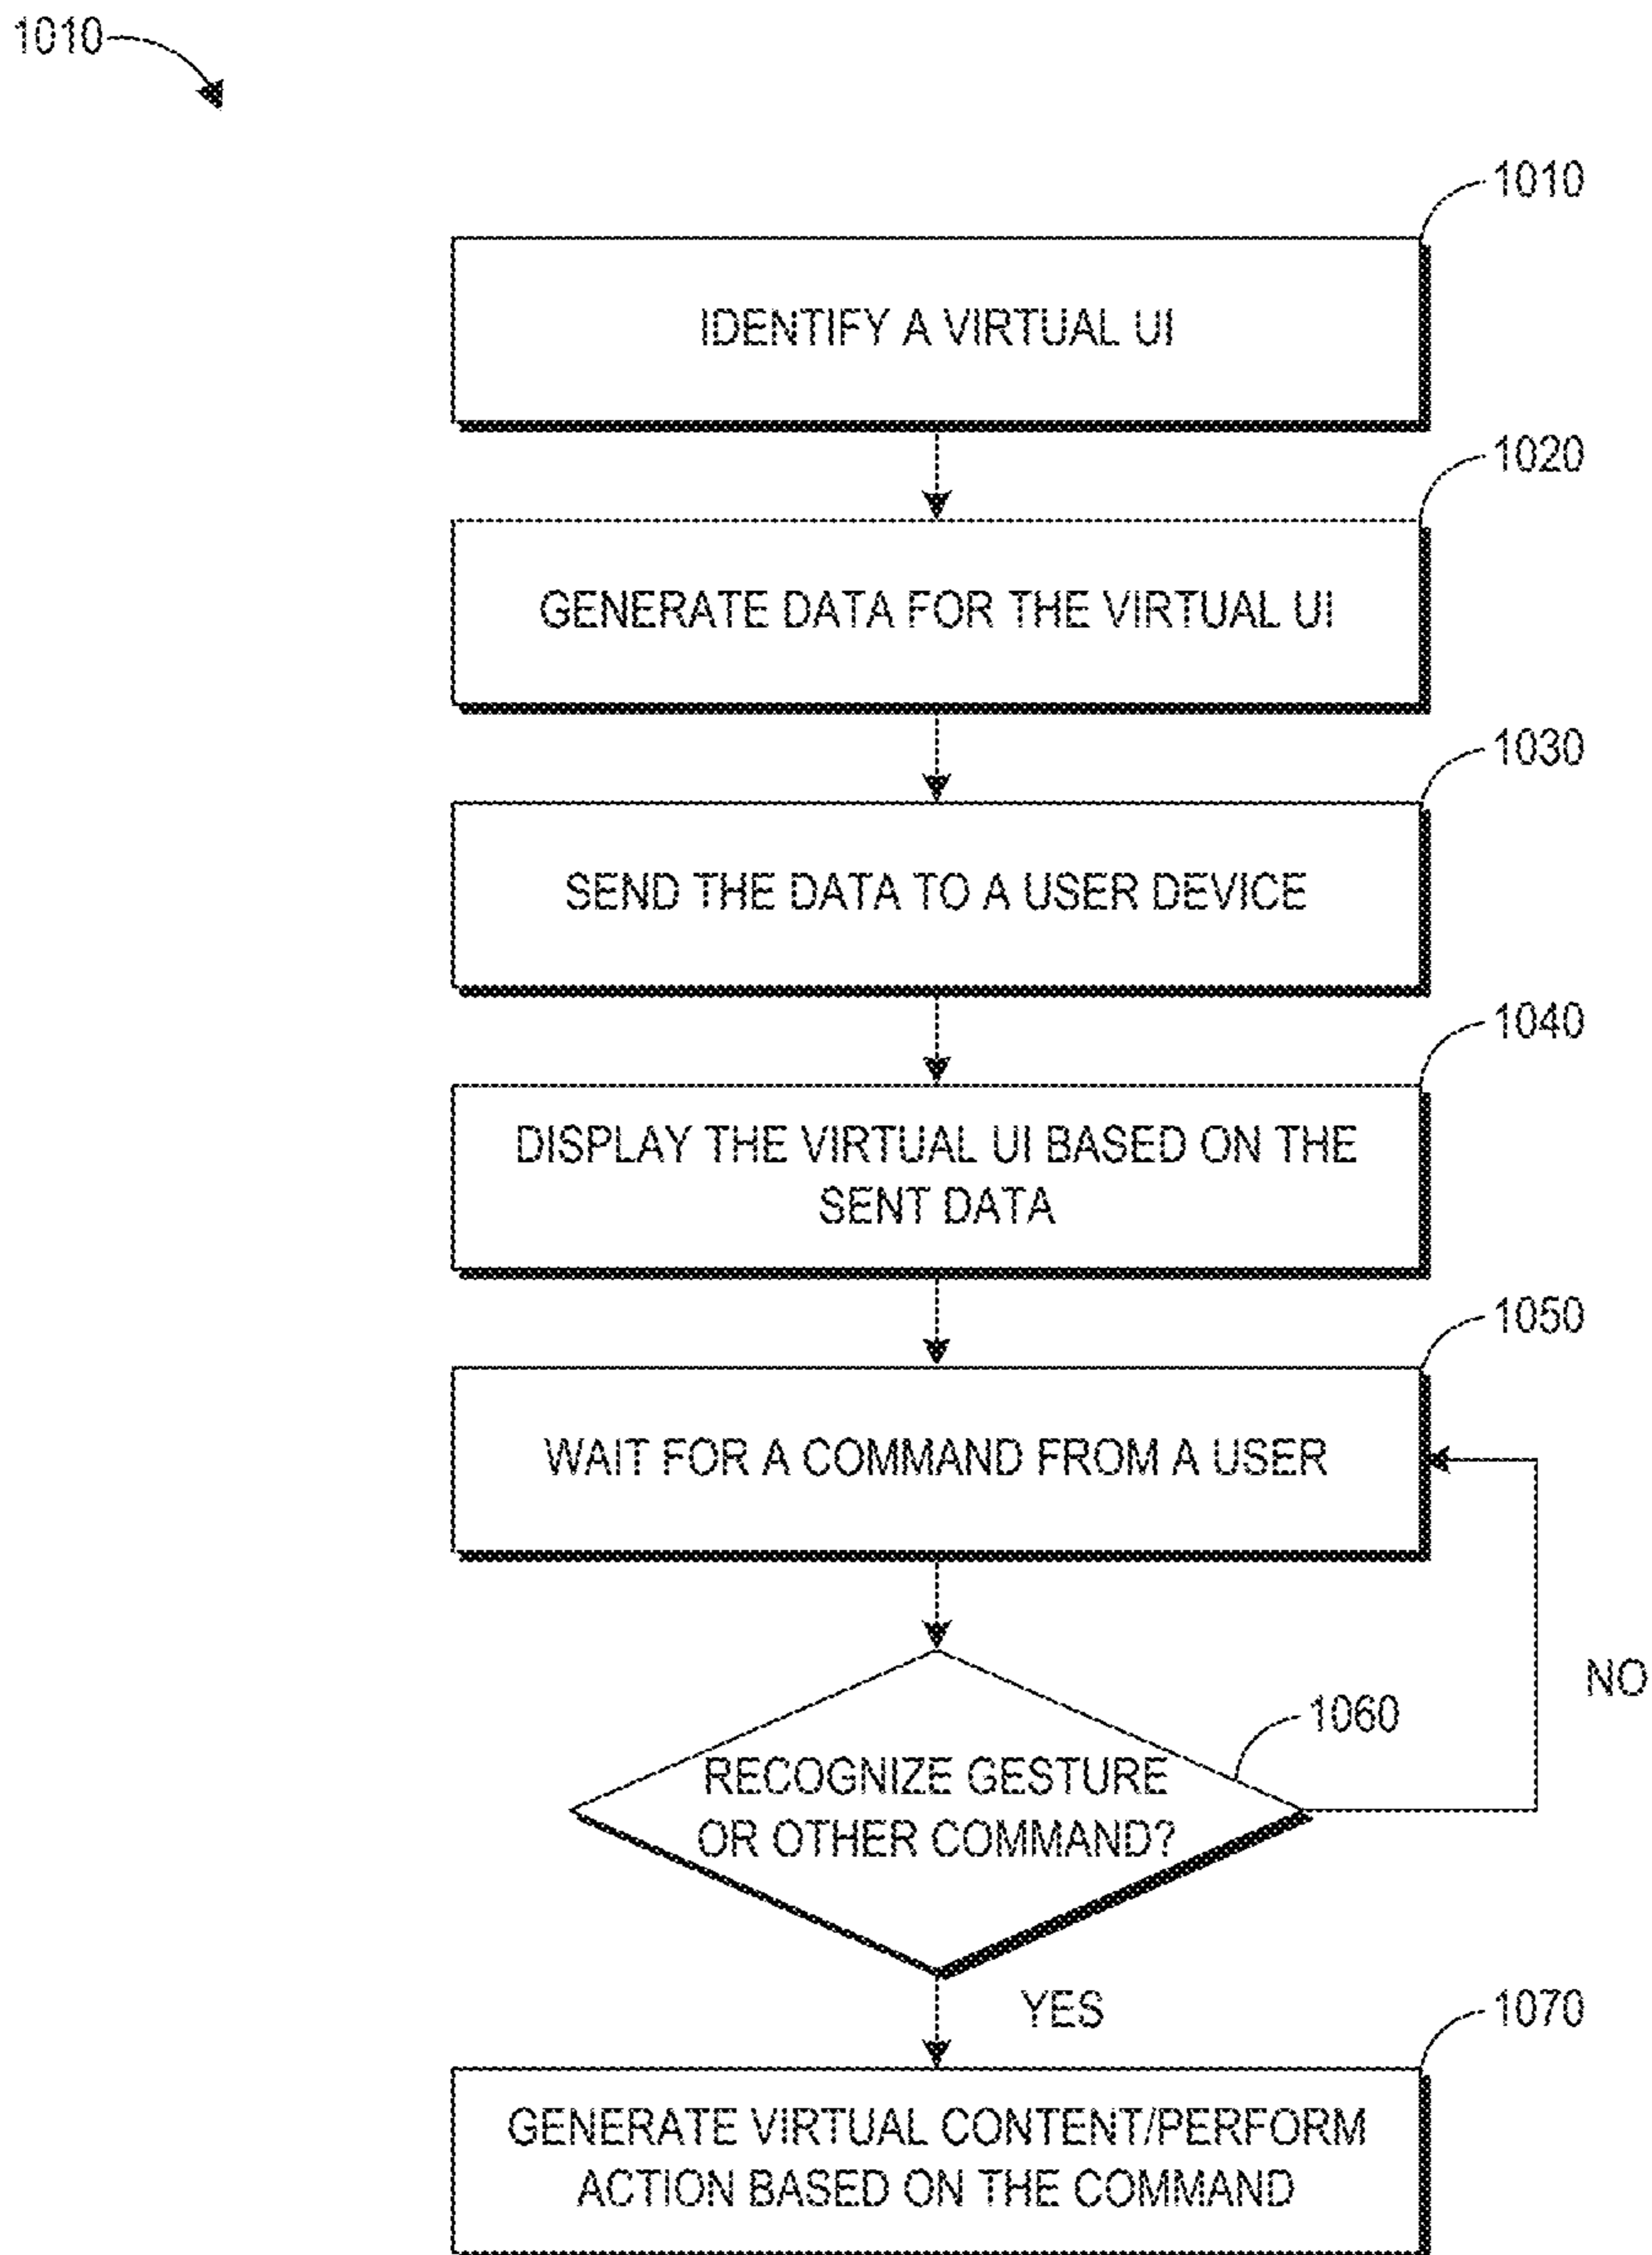 1010
1010
IDENTIFY A VIRTUAL UI
1020
GENERATE DATA FOR THE VIRTUAL UI
1030
SEND THE DATA TO A USER DEVICE
1040
DISPLAY THE VIRTUAL UI BASED ON THE
SENT DATA
1050
WAIT FOR A COMMAND FROM A USER
NO
1060
RECOGNIZE GESTURE
OR OTHER COMMAND?
YES
1070
GENERATE VIRTUAL CONTENT/PERFORM
ACTION BASED ON THE COMMAND